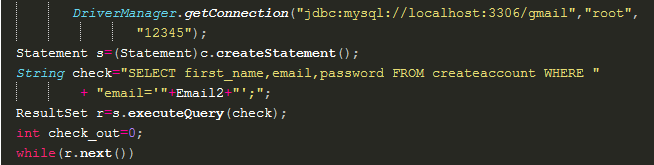 DriverManager.getConnection("jdbc:mysql://localhost:3306/gmail","root",
"12345");
Statement s=(Statement)c.createStatement();
String check="SELECT first_name,email,password FROM createaccount WHERE "
+ "email='"+Email2+"';";
ResultSet r=s.executeQuery(check);
int check_out=0;
while(r.next())